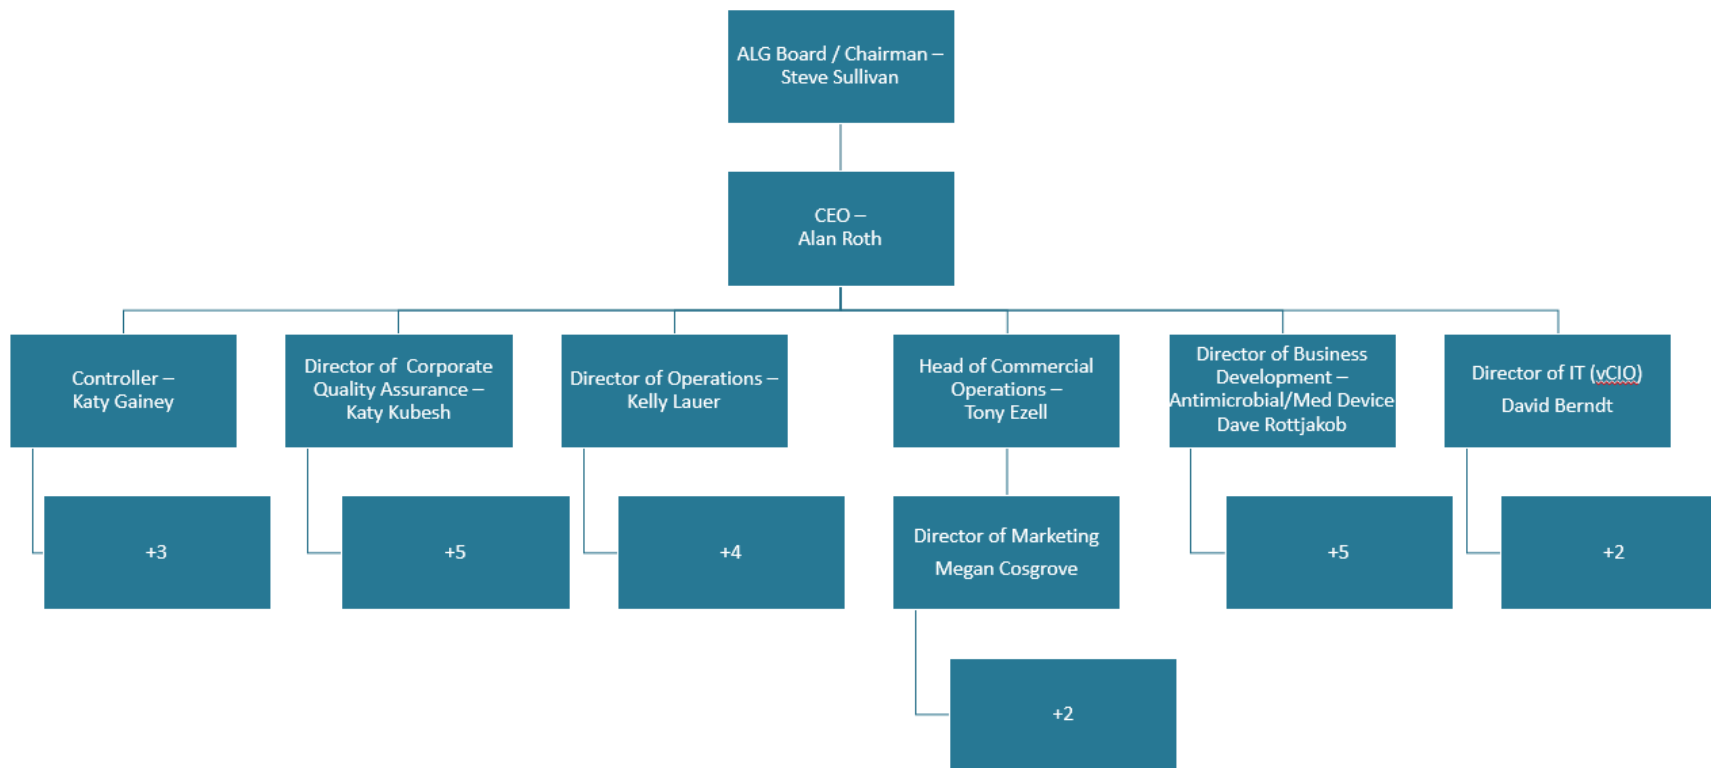 ALG Board / Chairman –
Steve Sullivan
CEO –
Alan Roth
Controller –
Katy Gainey
Director of  Corporate
Quality Assurance –
Katy Kubesh
Director of Operations –
Kelly Lauer
Head of Commercial
Operations –
Tony Ezell
Director of Business
Development –
Antimicrobial/Med Device
Dave Rottjakob
Director of IT (vCIO)
David Berndt
+3
+5
+4
Director of Marketing
Megan Cosgrove
+5
+2
+2